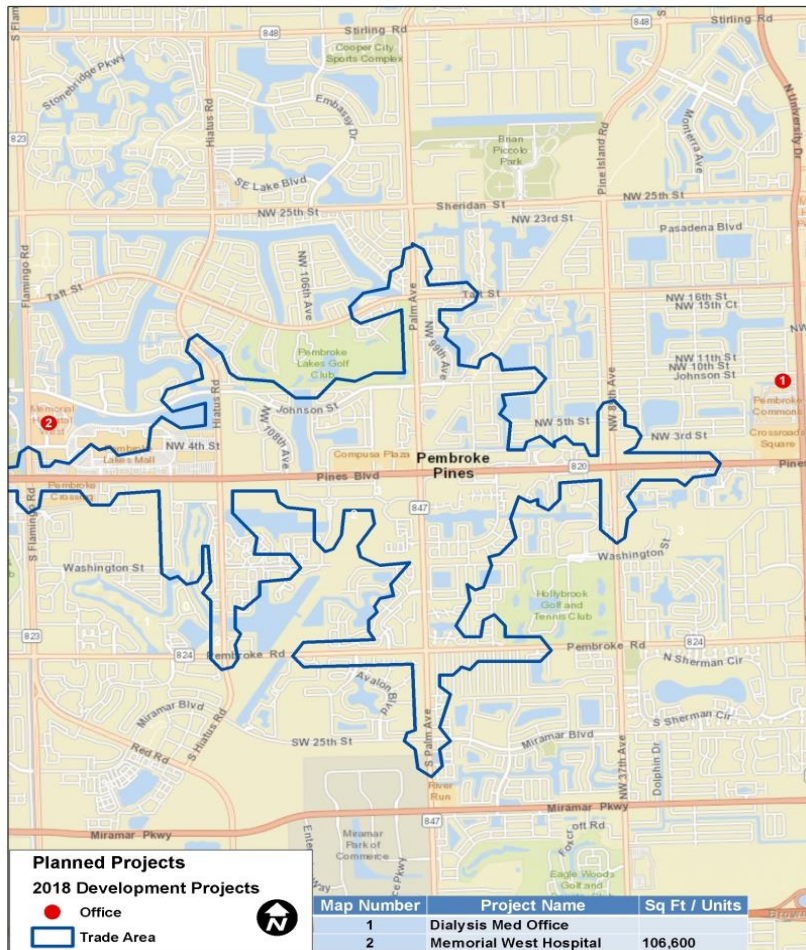 848
Stirling Rd
848
Stirling Rd
S Flam
Cooper City
Sports Complex
Stonebridge Pkwy
Hiatus Rd
Embassy Dr
N University Dr
Monterra Ave
Pine Island Rd
823
Brian
Piccolo
Park
SE Lake Blvd
NW 25th St
Sheridan St
NW 25th St
NW 23rd St
Pasadena Blvd
Flamingo Rd
NW 106th Ave
Palm Ave
Taft St
Taft St
NW 16th St
NW 15th Ct
NW 99th Ave
Pembroke
Lakes Golf
Club
NW 11th St
NW 10th St
Johnson St
1
Hiatus Rd
Johnson St
Pembroke
Commons
2
NW 108th Ave
NW 5th St
NW 4th St
NW 3rd St
Crossroads
Square
Compusa Plaza
Pembroke
Pines
Pines Blvd
820
Pines
Pembroke
Crossing
847
S Flamingo Rd
Washington St
Washington St
Hollybrook
Golf and
Tennis Club
823
824
Pembroke Rd
Pembroke Rd
824
N Sherman Cir
Avalon Blvd
Miramar Blvd
S Hiatus Rd
S Palm Ave
S Sherman Cir
Red Rd
SW 25th St
Miramar Blvd
NW 37th Ave
Dolphin Dr
River
Run
Miramar Pkwy
Miramar Pkwy
847
Miramar
Park of
Commerce
Eagle Woods
Golf and
Planned Projects
2018 Development Projects
Office
N
Trade Area
Map Number Project Name Sq Ft / Units
1 Dialysis Med Office
2 Memorial West Hospital 106,600